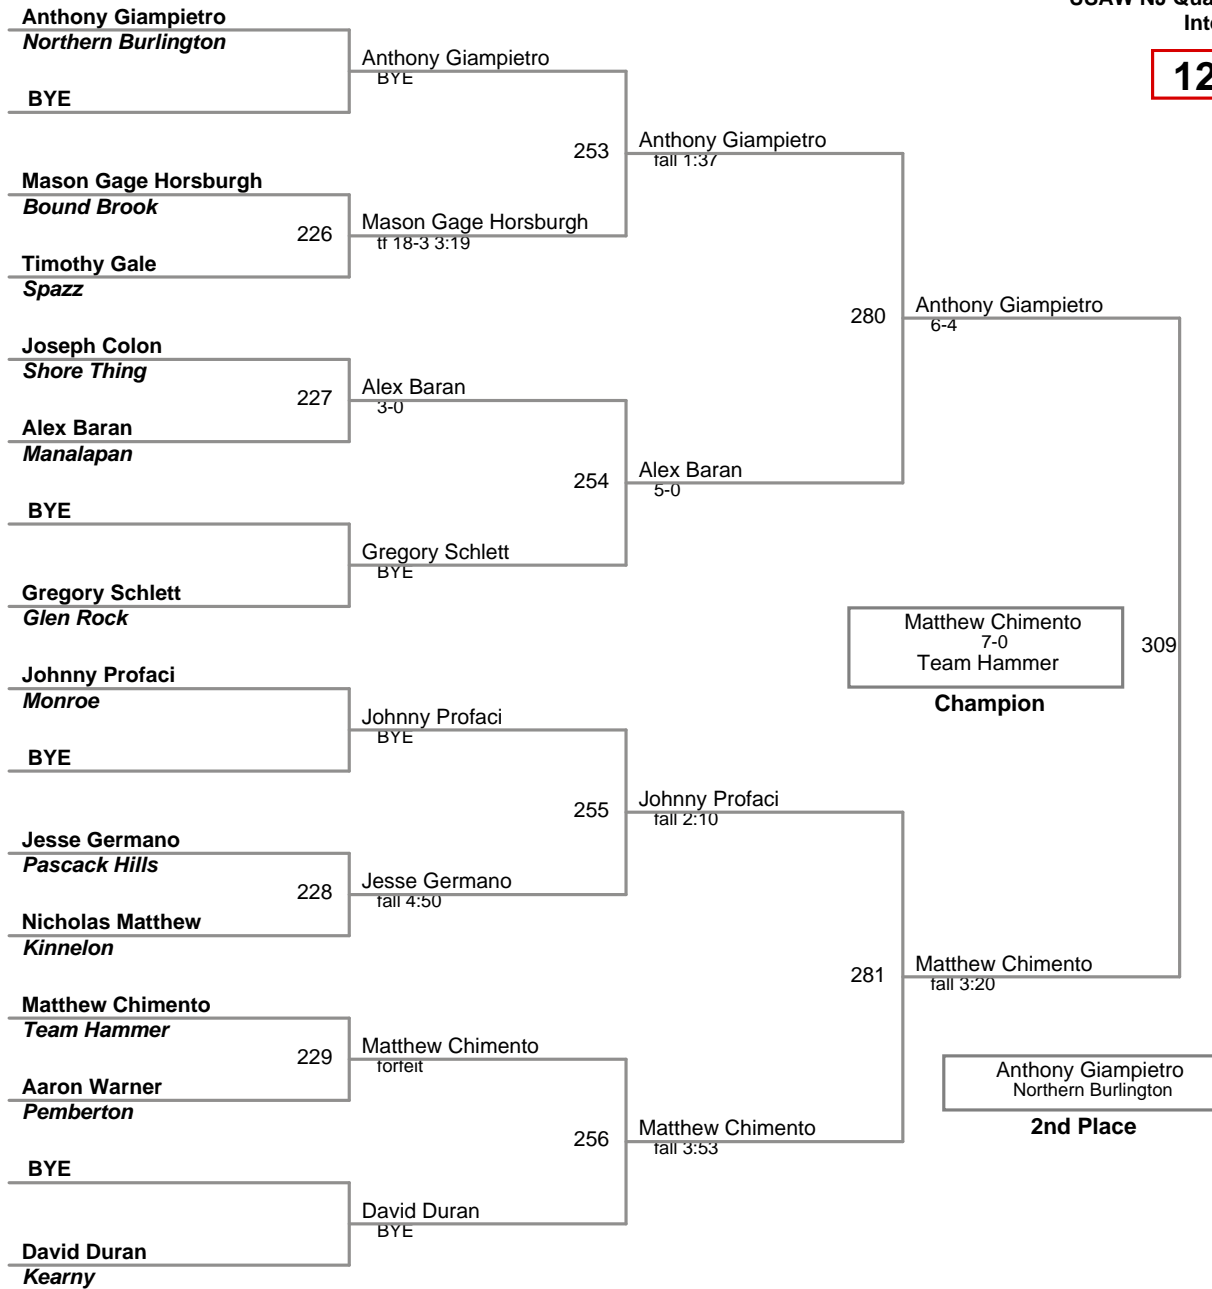 USAW NJ Qua
Inte
12
Anthony Giampietro
Northern Burlington
BYE
Mason Gage Horsburgh
Bound Brook
226
Timothy Gale
Spazz
Joseph Colon
Shore Thing
227
Alex Baran
Manalapan
BYE
Gregory Schlett
Glen Rock
Johnny Profaci
Monroe
BYE
Jesse Germano
Pascack Hills
228
Nicholas Matthew
Kinnelon
Matthew Chimento
Team Hammer
229
Aaron Warner
Pemberton
BYE
David Duran
Kearny
Anthony Giampietro
BYE
253
Mason Gage Horsburgh
tf 18-3 3:19
Alex Baran
3-0
254
Gregory Schlett
BYE
Johnny Profaci
BYE
255
Jesse Germano
fall 4:50
Matthew Chimento
forfeit
256
David Duran
BYE
Anthony Giampietro
fall 1:37
280
Alex Baran
5-0
Johnny Profaci
fall 2:10
281
Matthew Chimento
fall 3:53
Anthony Giampietro
6-4
Matthew Chimento
7-0
Team Hammer
309
Champion
Matthew Chimento
fall 3:20
Anthony Giampietro
Northern Burlington
2nd Place